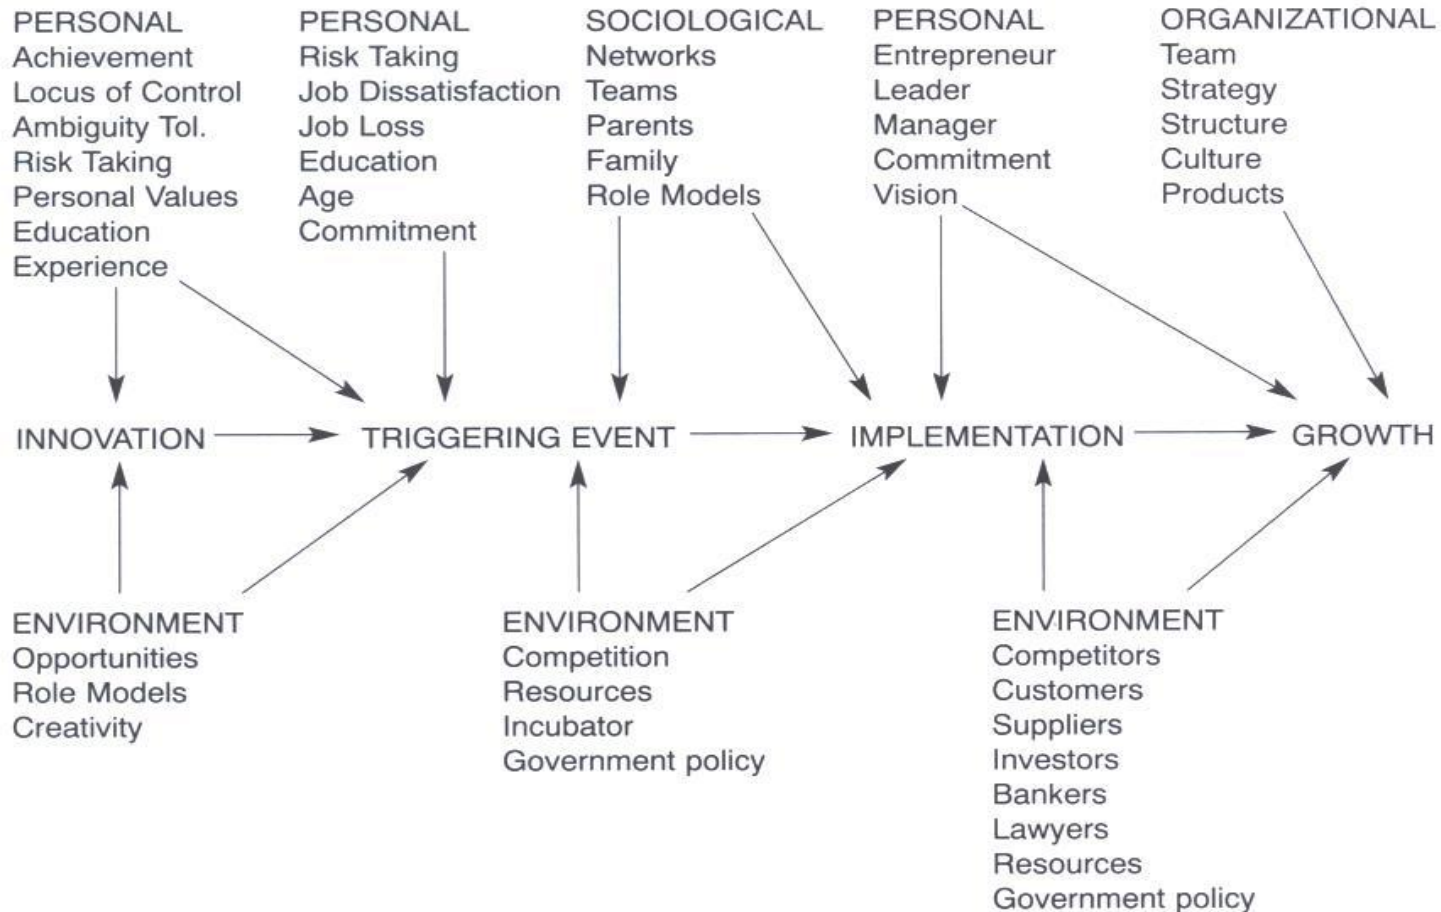 PERSONAL
Achievement
Locus of Control
Ambiguity Tol.
Risk Taking
Personal Values
Education
Experience
PERSONAL
Risk Taking
Job Dissatisfaction
Job Loss
Education
Age
Commitment
SOCIOLOGICAL
Networks
Teams
Parents
Family
Role Models
PERSONAL
Entrepreneur
Leader
Manager
Commitment
Vision
ORGANIZATIONAL
Team
Strategy
Structure
Culture
Products
INNOVATION
TRIGGERING EVENT
IMPLEMENTATION
GROWTH
ENVIRONMENT
Opportunities
Role Models
Creativity
ENVIRONMENT
Competition
Resources
Incubator
Government policy
ENVIRONMENT
Competitors
Customers
Suppliers
Investors
Bankers
Lawyers
Resources
Government policy